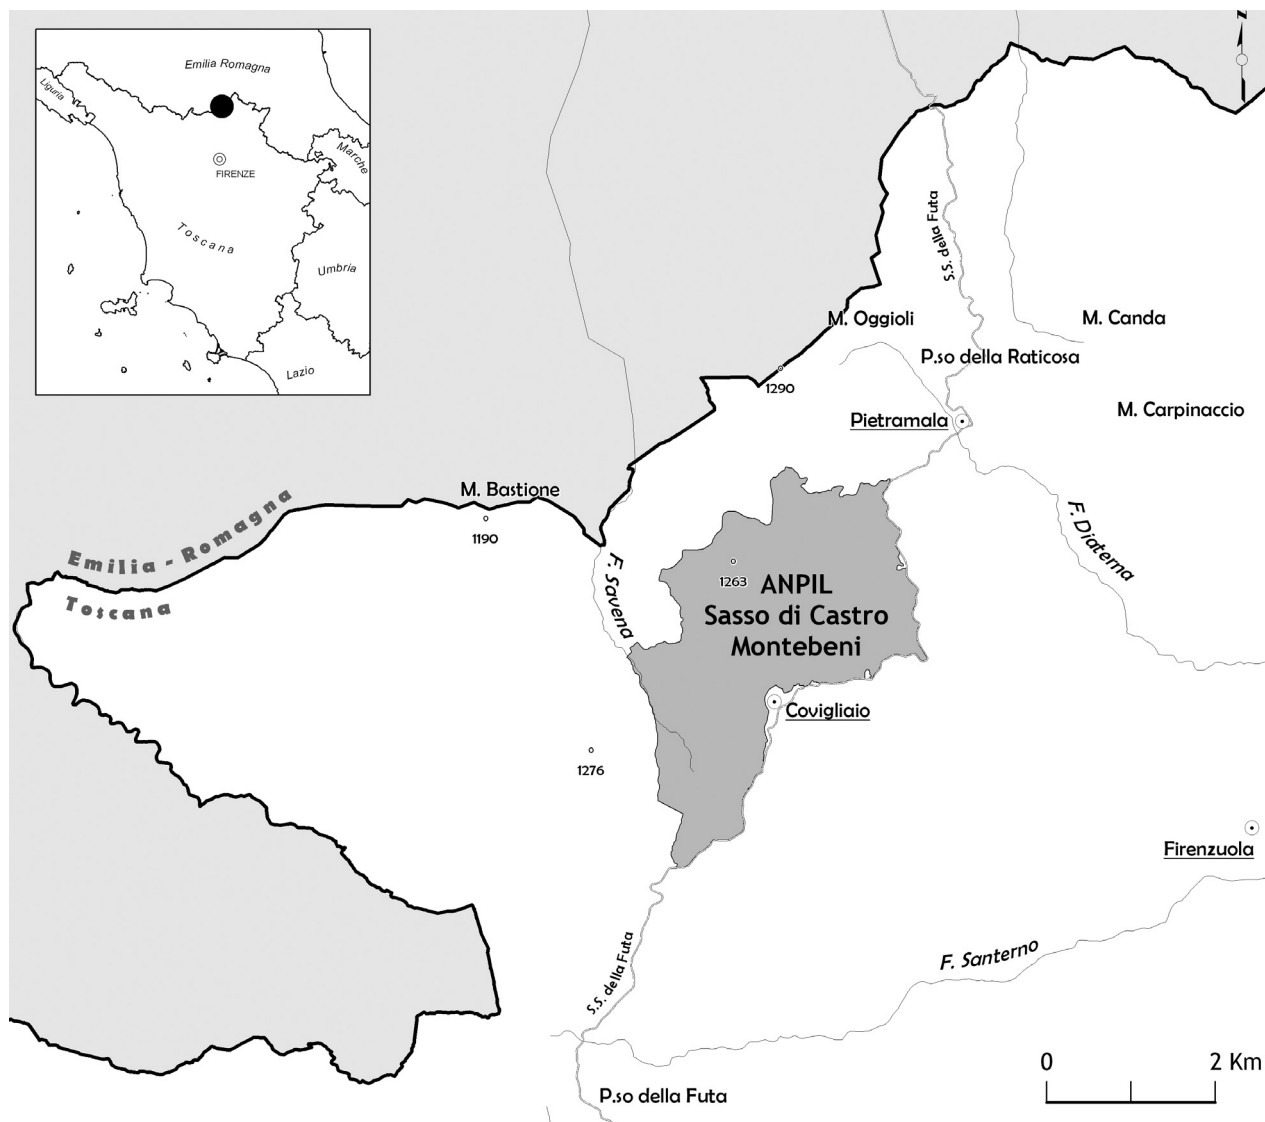 N
Emilia Romagna
Liguria
Marche
FIRENZE
Toscana
Umbria
Lazio
S.S. della Futa
M. Oggioli
M. Canda
P.so della Raticosa
1290
M. Carpinaccio
Pietramala
M. Bastione
1190
Emilia - Romagna
Toscana
F. Savena
F. Diaterna
1263
ANPIL
Sasso di Castro
Montebeni
Covigliaio
1276
Firenzuola
F. Santerno
S.S. della Futa
0 2 Km
P.so della Futa